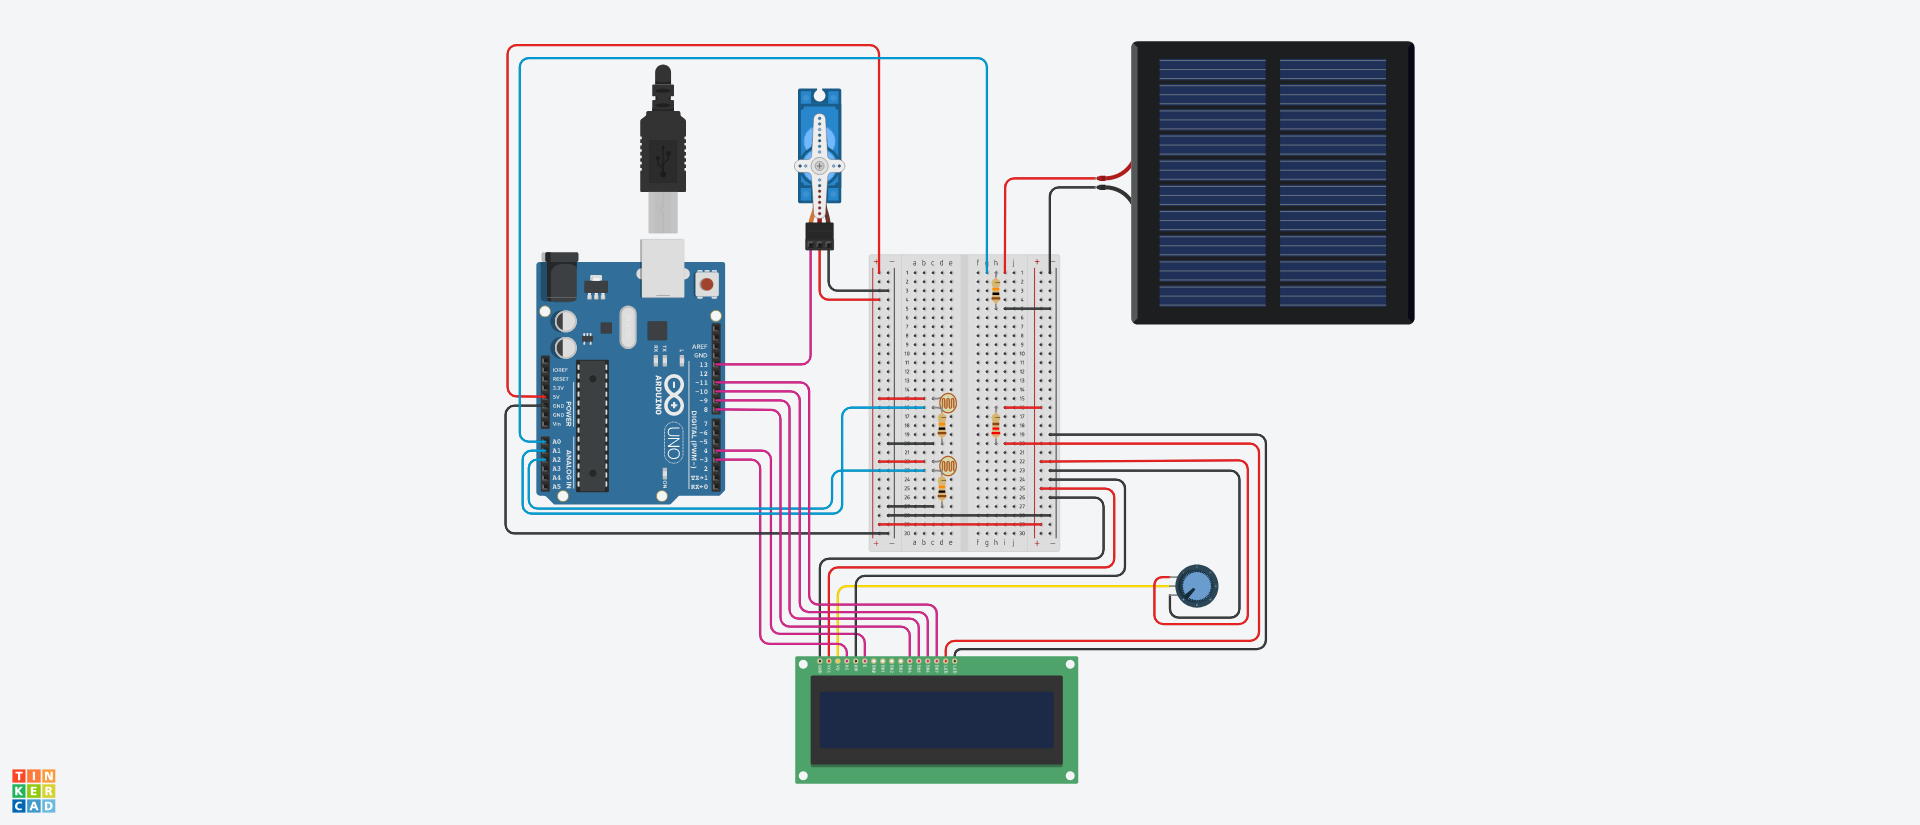 + − a b c d e f g h i j + −
AREF
GND
13
12
~11
~10
~9
8
7
~6
~5
4
~3
2
TX→1
RX←0
IOREF
RESET
3.3V
5V
GND
GND
Vin
A0
A1
A2
A3
A4
A5
POWER
ANALOG IN
RX
TX
L
ARDUINO
UNO
DIGITAL (PWM~)
ON
+ − a b c d e f g h i j + −
TIN
KER
CAD